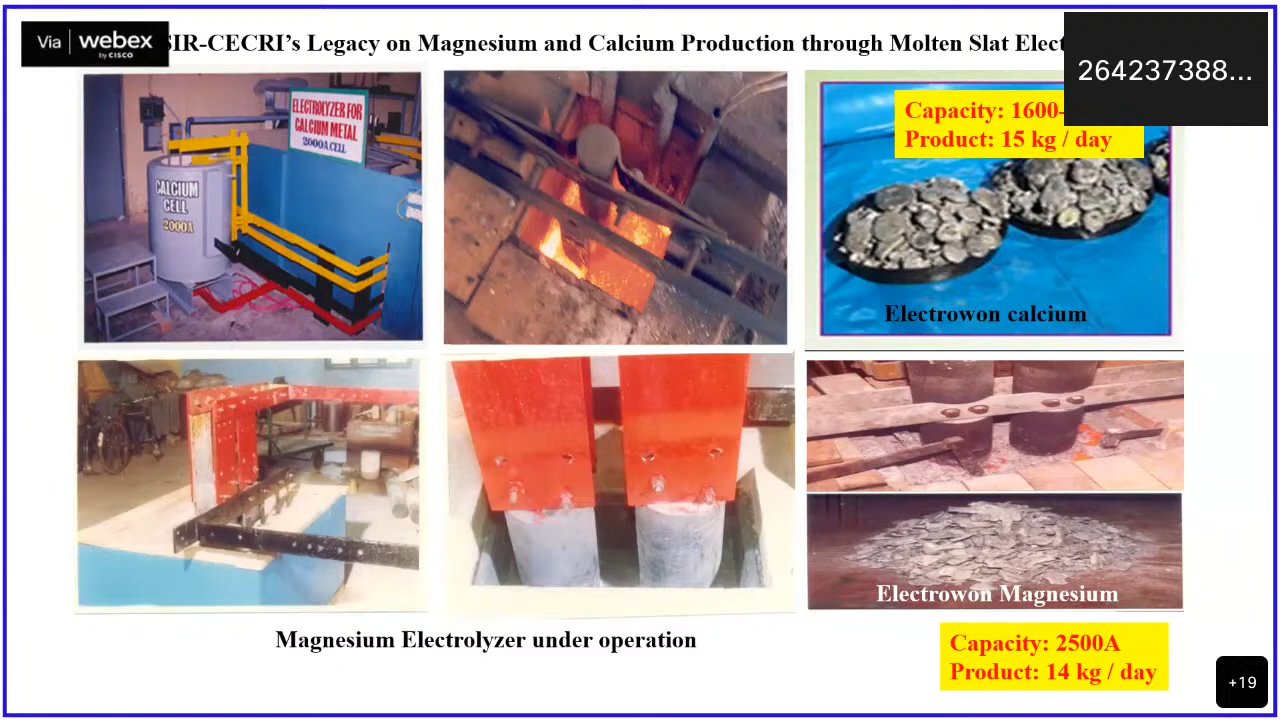 Via webex
by CISCO
SIR-CECRI's Legacy on Magnesium and Calcium Production through Molten Slat
264237388...
ELECTROLYZER FOR
CALCIUM METAL
2000A CELL
CALCIUM
CELL
2000A
Capacity: 1600-
Product: 15 kg / day
Electrowon calcium
Electrowon Magnesium
Magnesium Electrolyzer under operation
Capacity: 2500A
Product: 14 kg / day
+19